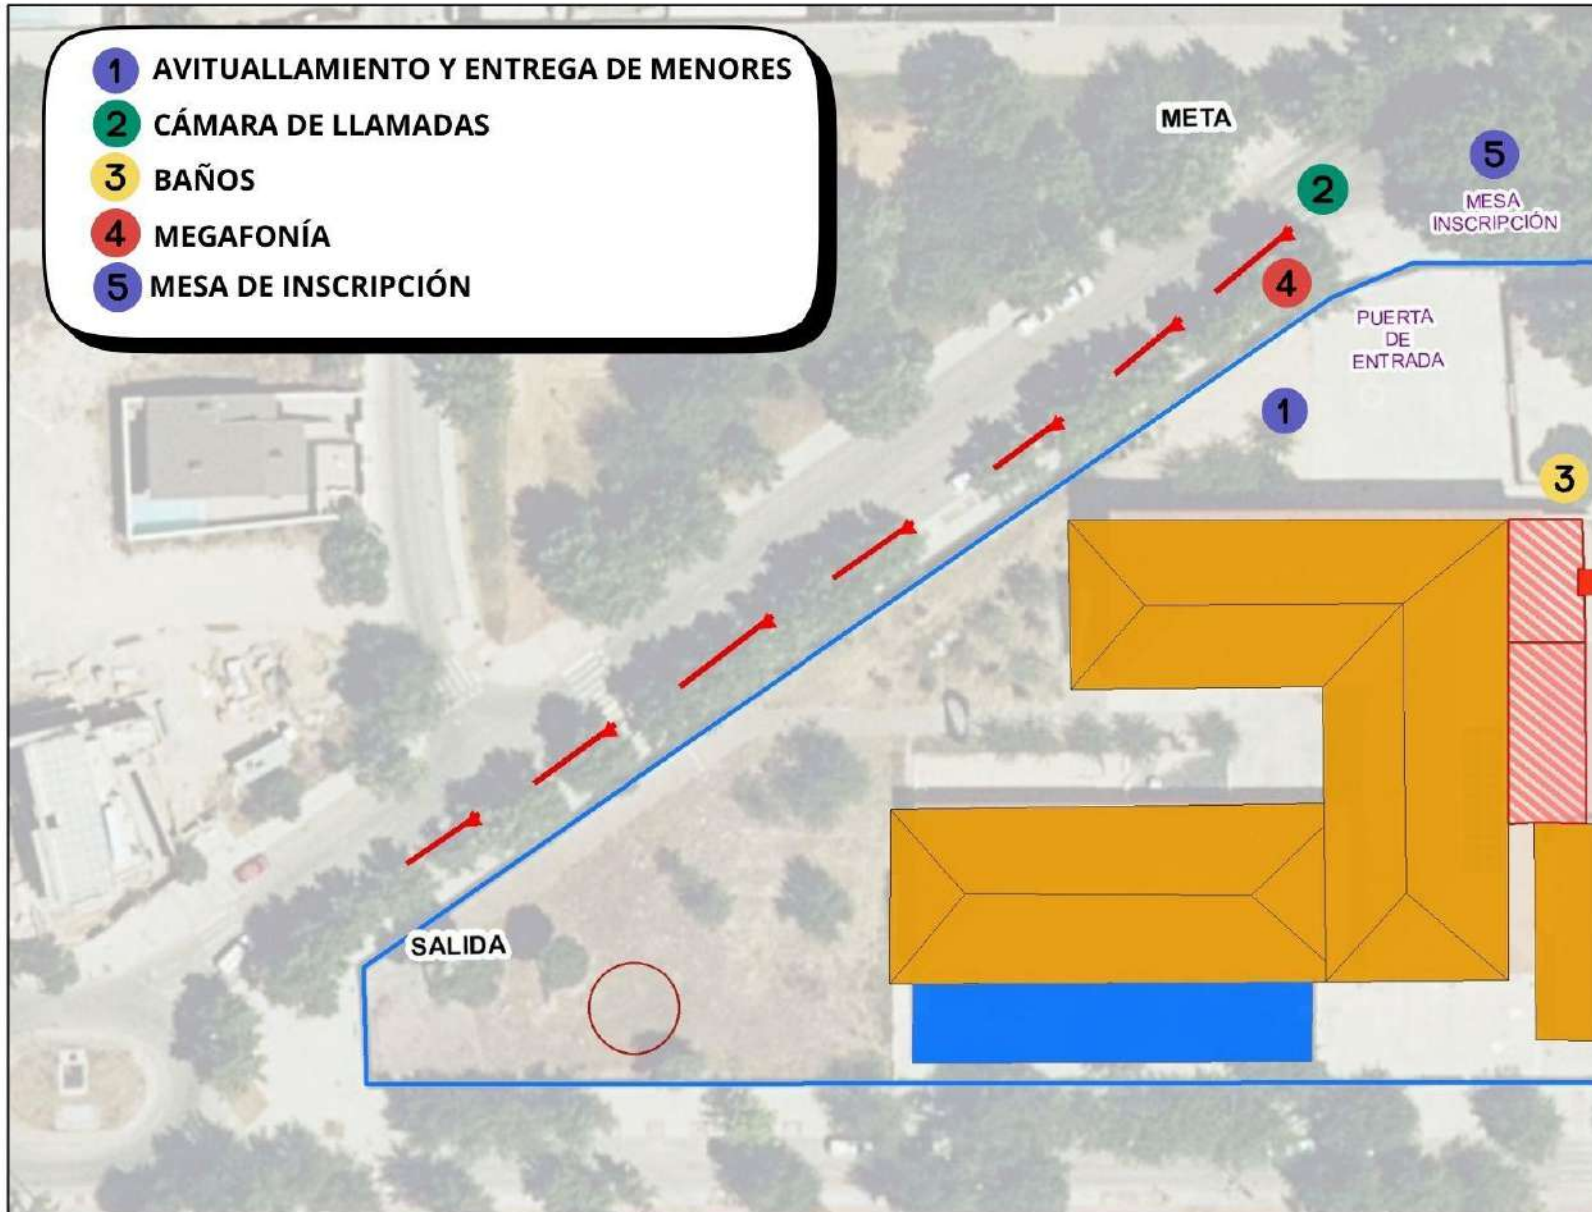 1 AVITUALLAMIENTO Y ENTREGA DE MENORES
2 CÁMARA DE LLAMADAS
3 BAÑOS
4 MEGAFONÍA
5 MESA DE INSCRIPCIÓN
META
5
2
MESA
INSCRIPCIÓN
4
PUERTA
DE
ENTRADA
1
3
SALIDA